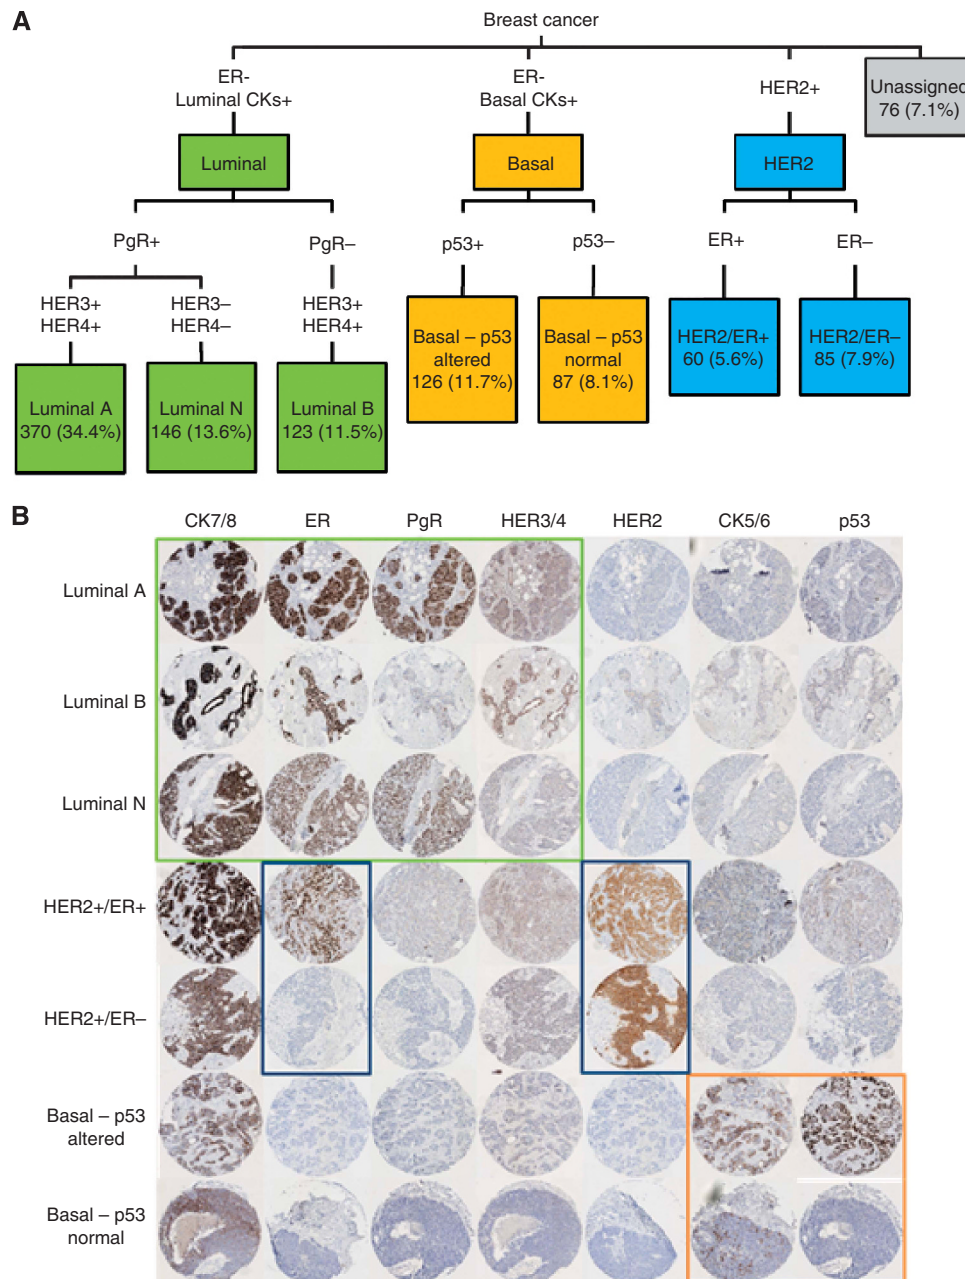 A
Breast cancer
ER-
Luminal CKs+
ER-
Basal CKs+
HER2+
Unassigned
76 (7.1%)
Luminal
Basal
HER2
PgR+
PgR–
p53+
p53–
ER+
ER–
HER3+
HER4+
HER3–
HER4–
HER3+
HER4+
Basal – p53
altered
126 (11.7%)
Basal – p53
normal
87 (8.1%)
HER2/ER+
60 (5.6%)
HER2/ER–
85 (7.9%)
Luminal A
370 (34.4%)
Luminal N
146 (13.6%)
Luminal B
123 (11.5%)
B
CK7/8 ER PgR HER3/4 HER2 CK5/6 p53
Luminal A
Luminal B
Luminal N
HER2+/ER+
HER2+/ER–
Basal – p53
altered
Basal – p53
normal